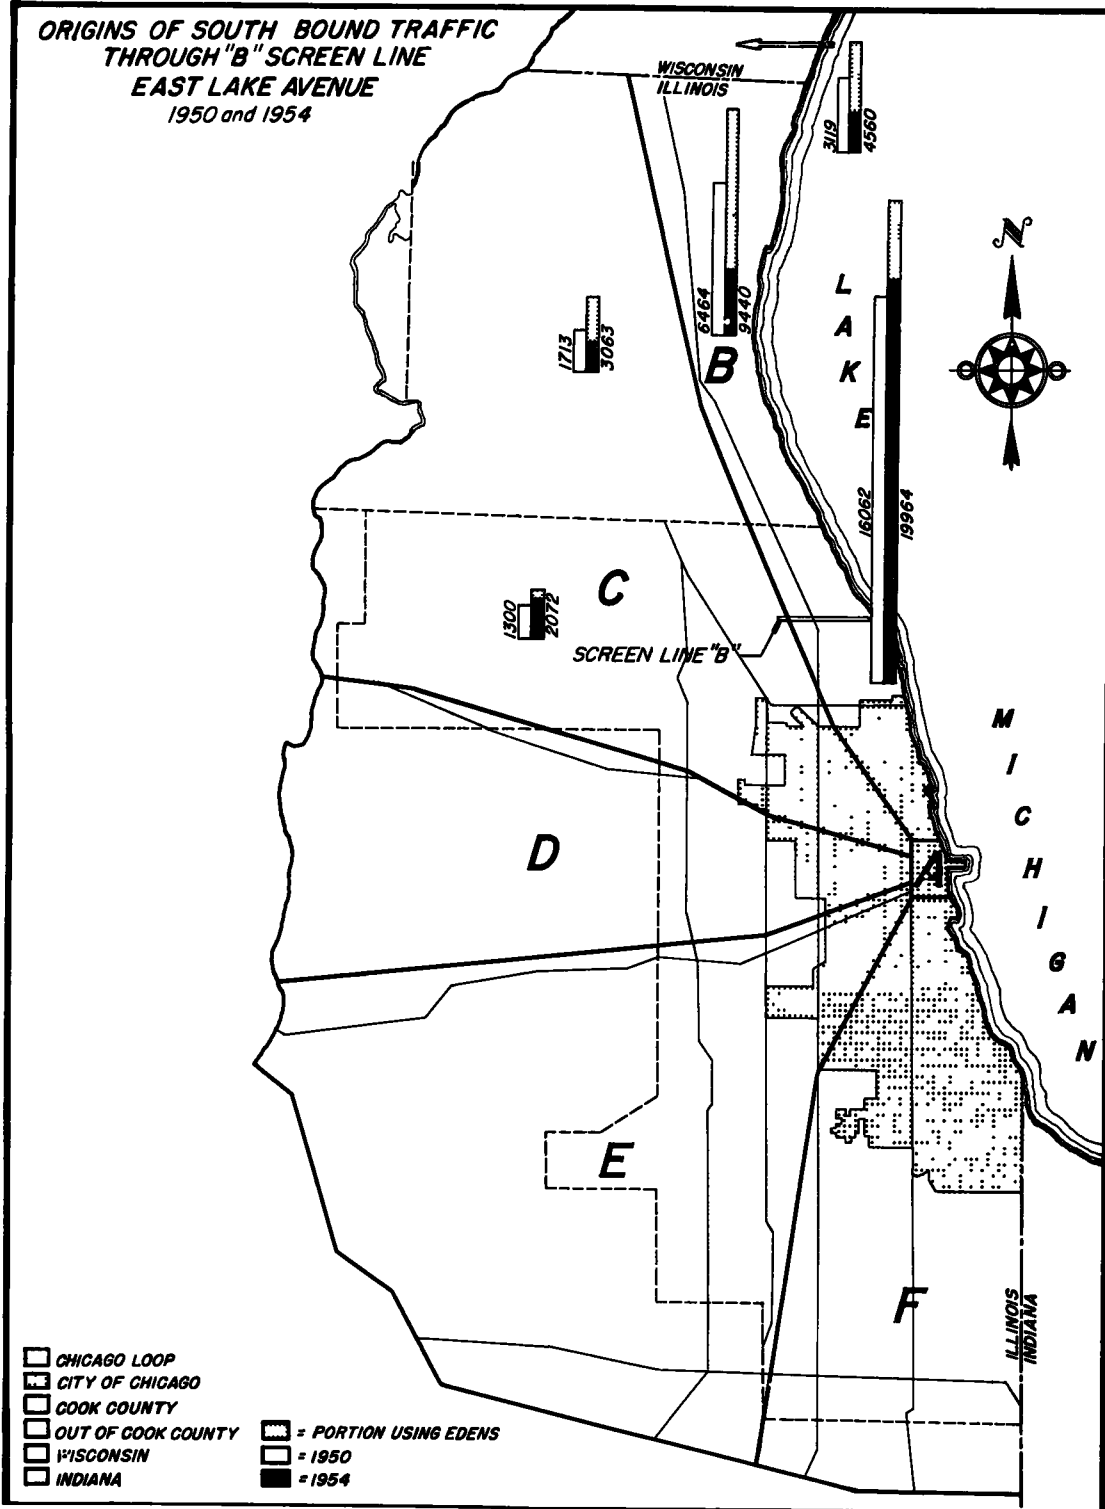 ORIGINS OF SOUTH BOUND TRAFFIC
THROUGH "B" SCREEN LINE
EAST LAKE AVENUE
1950 and 1954
WISCONSIN
ILLINOIS
3119
4560
6464
9440
B
1713
3063
N
LAKE
16062
19964
C
1300
2072
SCREEN LINE "B"
MICHIGAN
D
A
E
F
ILLINOIS
INDIANA
CHICAGO LOOP
CITY OF CHICAGO
COOK COUNTY
OUT OF COOK COUNTY
WISCONSIN
INDIANA
= PORTION USING EDENS
= 1950
= 1954